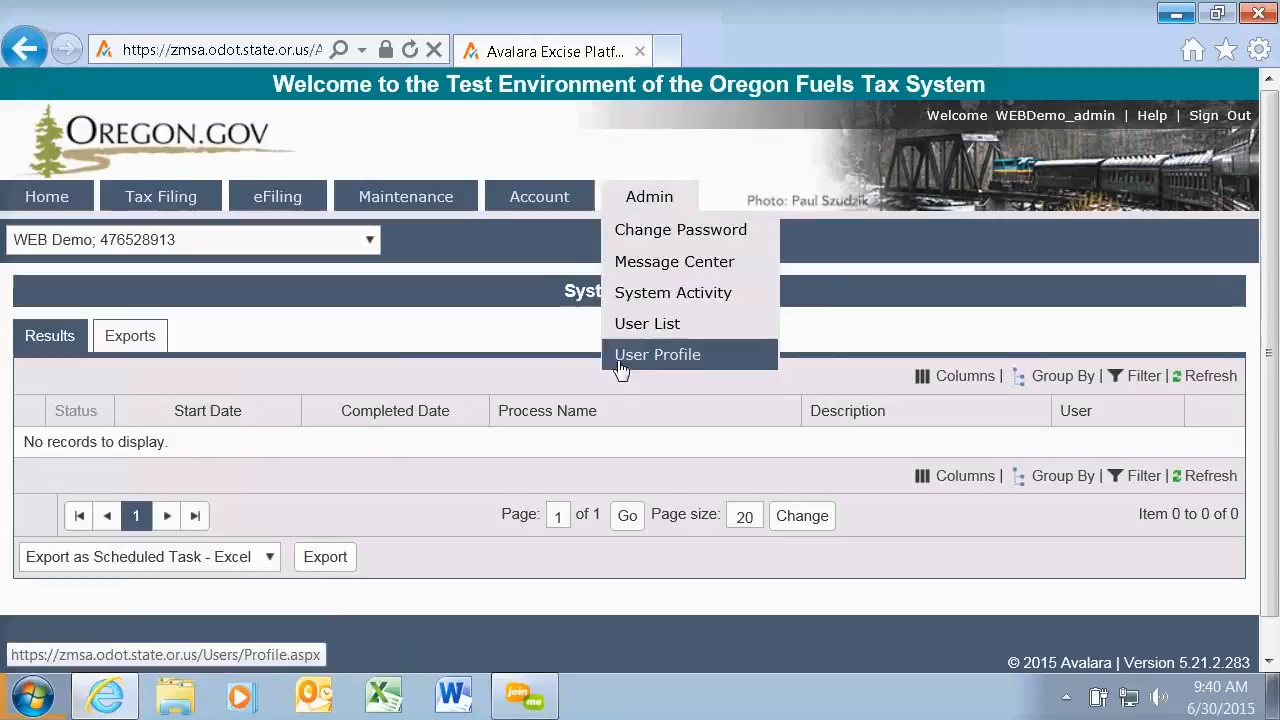 https://zmsa.odot.state.or.us/A
Avalara Excise Platf...
Welcome to the Test Environment of the Oregon Fuels Tax System
OREGON.GOV
Welcome WEBDemo_admin | Help | Sign Out
Home
Tax Filing
eFiling
Maintenance
Account
Admin
Photo: Paul Szudzik
Change Password
Message Center
System Activity
User List
User Profile
WEB Demo; 476528913
Syst
Results
Exports
Columns | Group By | Filter | Refresh
Status
Start Date
Completed Date
Process Name
Description
User
No records to display.
Columns | Group By | Filter | Refresh
1
Page: 1 of 1 Go Page size: 20 Change
Item 0 to 0 of 0
Export as Scheduled Task - Excel
Export
https://zmsa.odot.state.or.us/Users/Profile.aspx
© 2015 Avalara | Version 5.21.2.283
join me
9:40 AM
6/30/2015